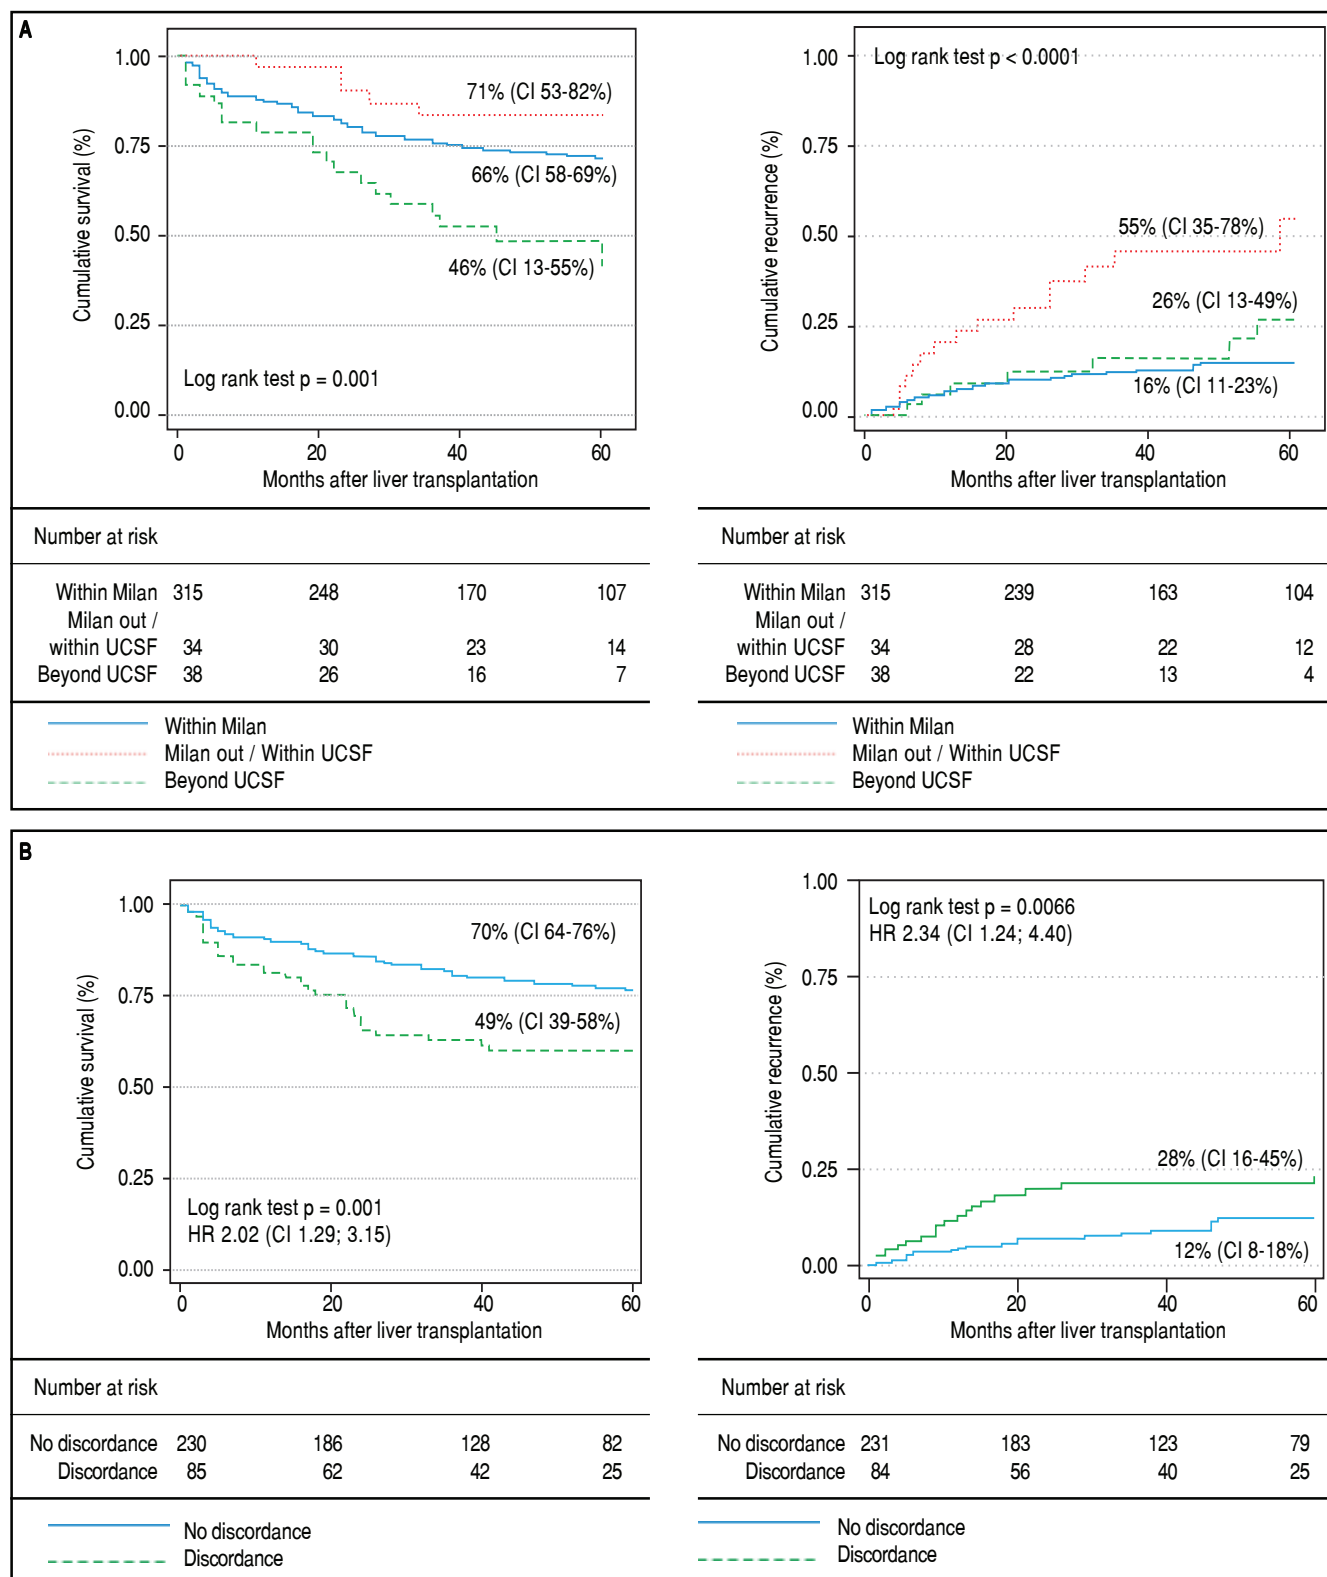 A
1.00
0.75
0.50
0.25
0.00
Cumulative survival (%)
71% (CI 53-82%)
66% (CI 58-69%)
46% (CI 13-55%)
Log rank test p = 0.001
0 20 40 60
Months after liver transplantation
Number at risk
Within Milan 315 248 170 107
Milan out /
within UCSF 34 30 23 14
Beyond UCSF 38 26 16 7
Within Milan
Milan out / Within UCSF
Beyond UCSF
1.00
0.75
0.50
0.25
0.00
Cumulative recurrence (%)
Log rank test p < 0.0001
55% (CI 35-78%)
26% (CI 13-49%)
16% (CI 11-23%)
0 20 40 60
Months after liver transplantation
Number at risk
Within Milan 315 239 163 104
Milan out /
within UCSF 34 28 22 12
Beyond UCSF 38 22 13 4
Within Milan
Milan out / Within UCSF
Beyond UCSF
B
1.00
0.75
0.50
0.25
0.00
Cumulative survival (%)
70% (CI 64-76%)
49% (CI 39-58%)
Log rank test p = 0.001
HR 2.02 (CI 1.29; 3.15)
0 20 40 60
Months after liver transplantation
Number at risk
No discordance 230 186 128 82
Discordance 85 62 42 25
No discordance
Discordance
1.00
0.75
0.50
0.25
0.00
Cumulative recurrence (%)
Log rank test p = 0.0066
HR 2.34 (CI 1.24; 4.40)
28% (CI 16-45%)
12% (CI 8-18%)
0 20 40 60
Months after liver transplantation
Number at risk
No discordance 231 183 123 79
Discordance 84 56 40 25
No discordance
Discordance